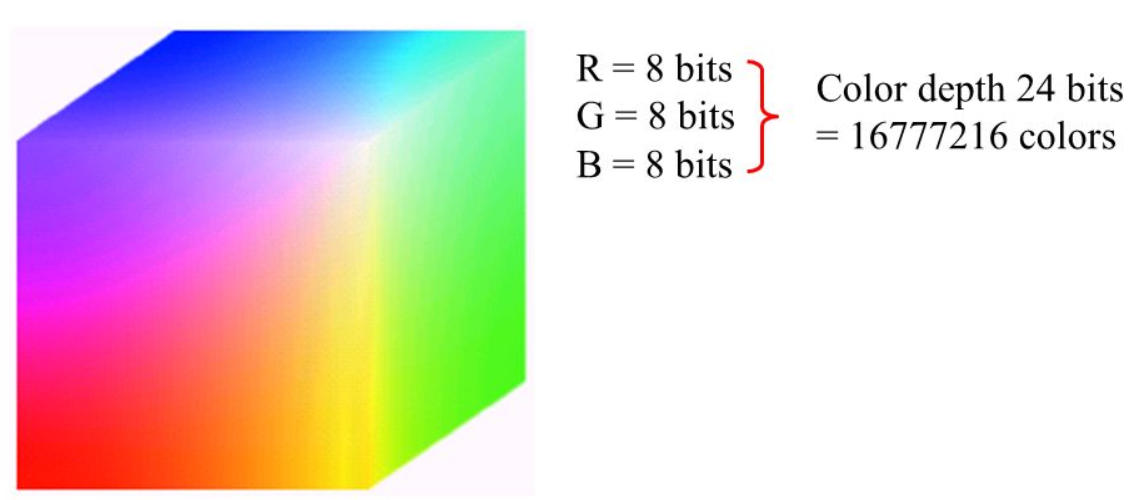 R = 8 bits
G = 8 bits
B = 8 bits
Color depth 24 bits
= 16777216 colors